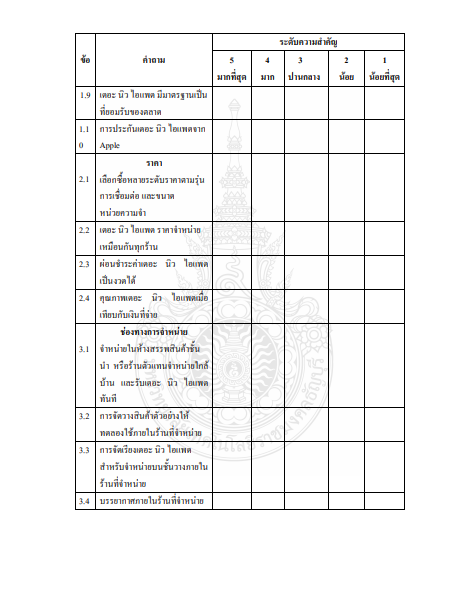 ระดับความสำคัญ
ข้อ คำถาม 5 4 3 2 1
มากที่สุด มาก ปานกลาง น้อย น้อยที่สุด
1.9 เดอะ นิว ไอแพด มีมาตรฐานเป็น
ที่ยอมรับของตลาด
1.1 การประกันเดอะ นิว ไอแพดจาก
0 Apple
ราคา
2.1 เลือกซื้อหลายระดับราคาตามรุ่น
การเชื่อมต่อ และขนาด
หน่วยความจำ
2.2 เดอะ นิว ไอแพด ราคาจำหน่าย
เหมือนกันทุกร้าน
2.3 ผ่อนชำระค่าเดอะ นิว ไอแพด
เป็นงวดได้
2.4 คุณภาพเดอะ นิว ไอแพดเมื่อ
เทียบกับเงินที่จ่าย
ช่องทางการจำหน่าย
3.1 จำหน่ายในห้างสรรพสินค้าชั้น
นำ หรือร้านตัวแทนจำหน่ายใกล้
บ้าน และรับเดอะ นิว ไอแพด
ทันที
3.2 การจัดวางสินค้าตัวอย่างให้
ทดลองใช้ภายในร้านที่จำหน่าย
3.3 การจัดเรียงเดอะ นิว ไอแพด
สำหรับจำหน่ายบนชั้นวางภายใน
ร้านที่จำหน่าย
3.4 บรรยากาศภายในร้านที่จำหน่าย